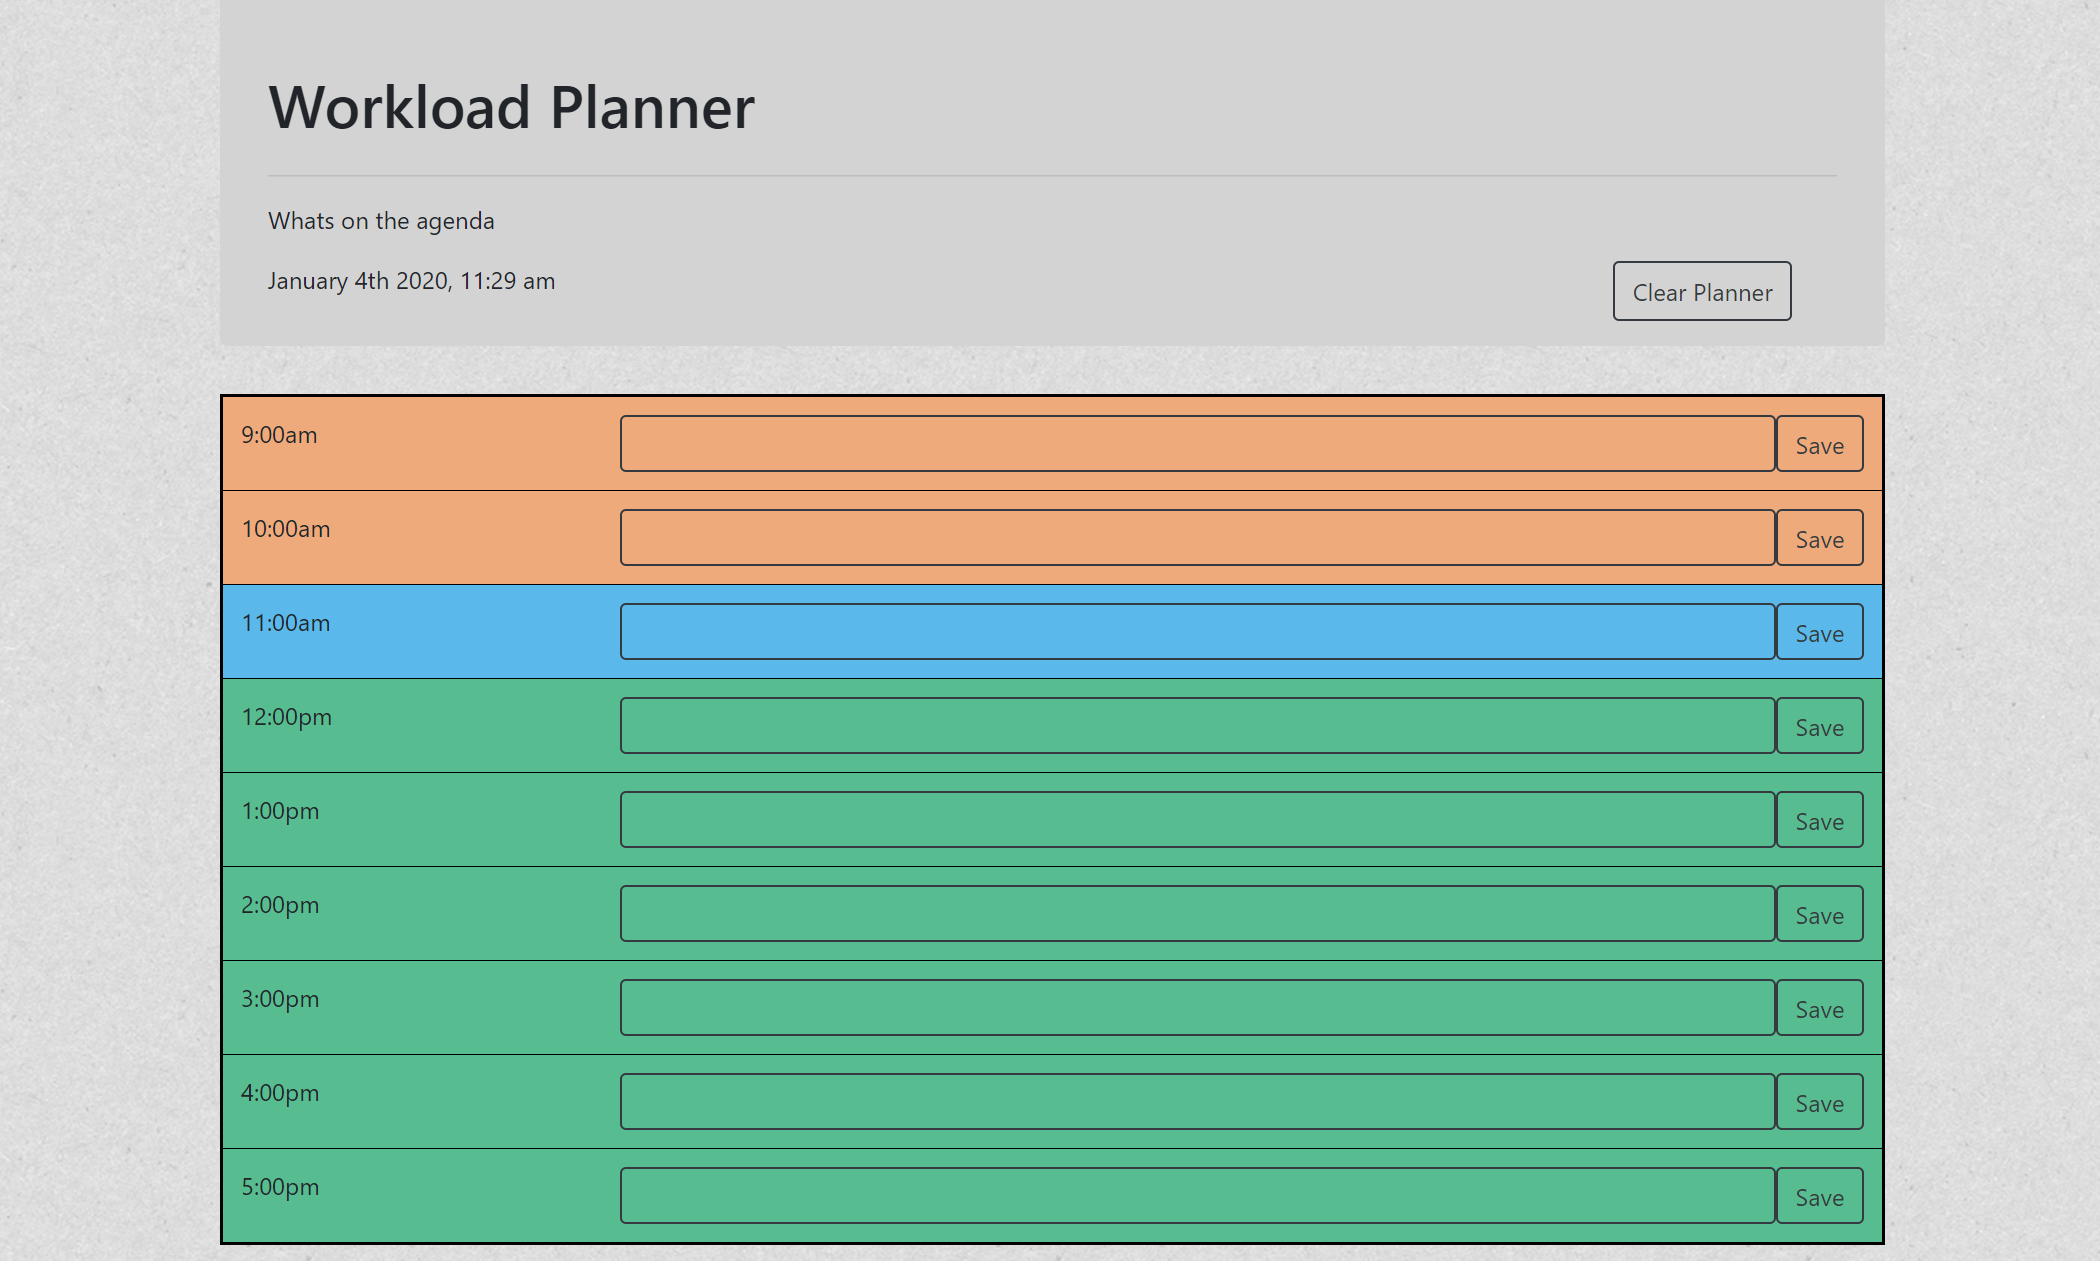 Workload Planner
Whats on the agenda
January 4th 2020, 11:29 am
Clear Planner
9:00am Save
10:00am Save
11:00am Save
12:00pm Save
1:00pm Save
2:00pm Save
3:00pm Save
4:00pm Save
5:00pm Save